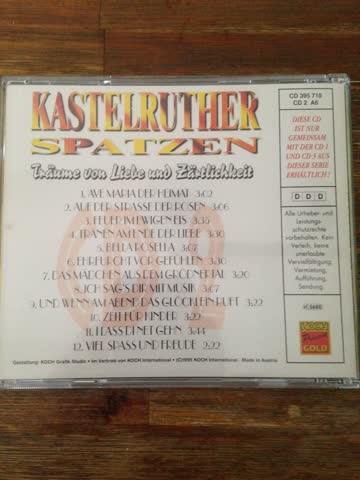 KASTELRUTHER
SPATZEN
Träume von Liebe und Zärtlichkeit
1. AVE MARIA DER HEIMAT 3:02
2. AUF DER STRASSE DER ROSEN 3:06
3. FEUER IM EWIGEN EIS 3:35
4. TRÄNEN AM ENDE DER LIEBE 3:30
5. BELLA ROSELLA 3:13
6. EHRFURCHT VOR GEFÜHLEN 3:30
7. DAS MÄDCHEN AUS DEM GRÖDNERTAL 3:20
8. ICH SAG'S DIR MIT MUSIK 3:07
9. UND WENN AM ABEND DAS GLÖCKLEIN RUFT 3:22
10. ZEIT FÜR KINDER 3:22
11. I LASS DI NET GEHN 3:44
12. VIEL SPASS UND FREUDE 2:22
Gestaltung: KOCH Grafik Studio • Im Vertrieb von KOCH International • (C)1995 KOCH International · Made in Austria
CD 395 710
CD 2 A6
DIESE CD
IST NUR
GEMEINSAM
MIT DER CD 1
UND CD 3 AUS
DIESER SERIE
ERHÄLTLICH!
D D D
Alle Urheber- und Leistungs-
schutzrechte
vorbehalten. Kein
Verleih, keine
unerlaubte
Vervielfältigung,
Vermietung,
Aufführung,
Sendung.
KOCH
Präsent
GOLD